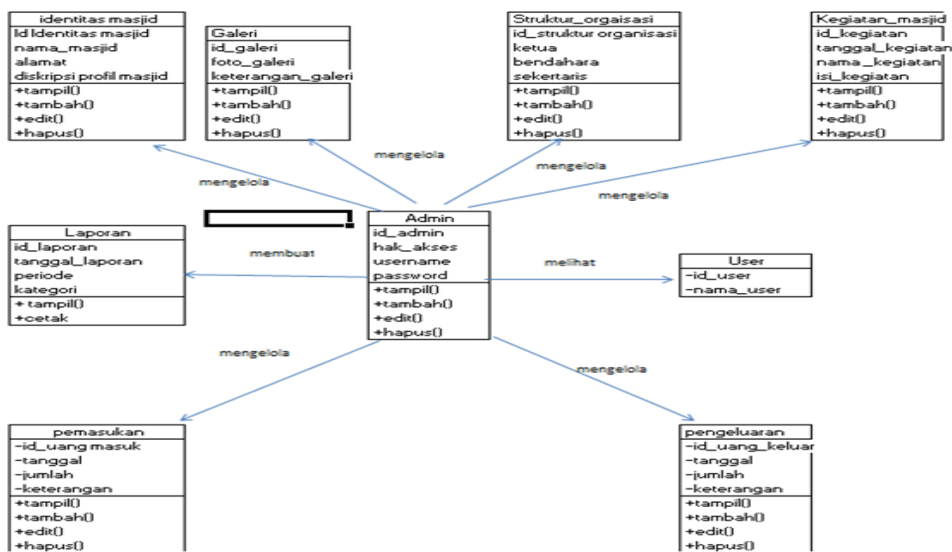 identitas masjid
Id Identitas masjid
nama_masjid
alamat
diskripsi profil masjid
+tampil()
+tambah()
+edit()
+hapus()
Galeri
id_galeri
foto_galeri
keterangan_galeri
+tampil()
+tambah()
+edit()
+hapus()
Struktur_orgaisasi
id_struktur organisasi
ketua
bendahara
sekertaris
+tampil()
+tambah()
+edit()
+hapus()
Kegiatan_masjid
id_kegiatan
tanggal_kegiatan
nama_kegiatan
isi_kegiatan
+tampil()
+tambah()
+edit()
+hapus()
mengelola
mengelola
mengelola
mengelola
Laporan
id_laporan
tanggal_laporan
periode
kategori
+ tampil()
+cetak
membuat
Admin
id_admin
hak_akses
username
password
+tampil()
+tambah()
+edit()
+hapus()
melihat
User
-id_user
-nama_user
mengelola
mengelola
pemasukan
-id_uang masuk
-tanggal
-jumlah
-keterangan
+tampil()
+tambah()
+edit()
+hapus()
pengeluaran
-id_uang_keluar
-tanggal
-jumlah
-keterangan
+tampil()
+tambah()
+edit()
+hapus()